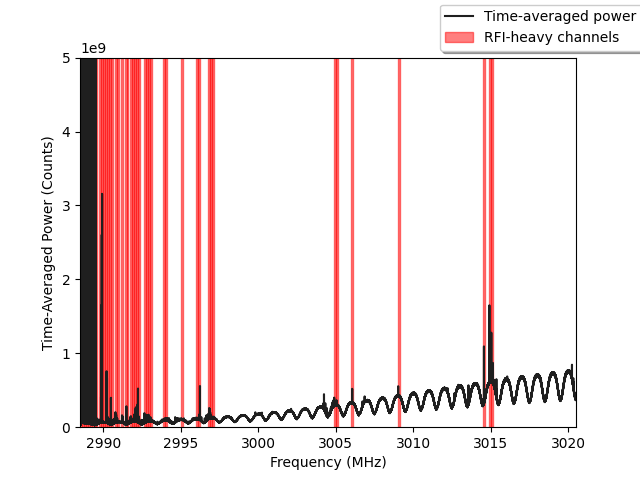 Time-averaged power
RFI-heavy channels
1e9
5
4
3
2
1
0
Time-Averaged Power (Counts)
2990 2995 3000 3005 3010 3015 3020
Frequency (MHz)